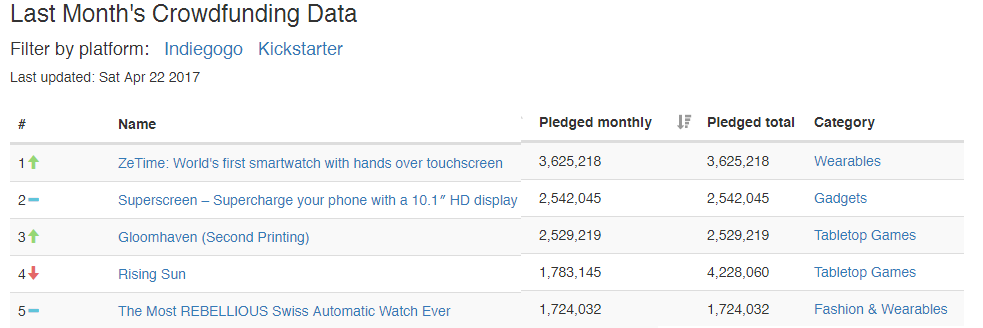 Last Month's Crowdfunding Data
Filter by platform: Indiegogo Kickstarter
Last updated: Sat Apr 22 2017
# Name Pledged monthly Pledged total Category
1 ZeTime: World's first smartwatch with hands over touchscreen 3,625,218 3,625,218 Wearables
2 Superscreen – Supercharge your phone with a 10.1″ HD display 2,542,045 2,542,045 Gadgets
3 Gloomhaven (Second Printing) 2,529,219 2,529,219 Tabletop Games
4 Rising Sun 1,783,145 4,228,060 Tabletop Games
5 The Most REBELLIOUS Swiss Automatic Watch Ever 1,724,032 1,724,032 Fashion & Wearables